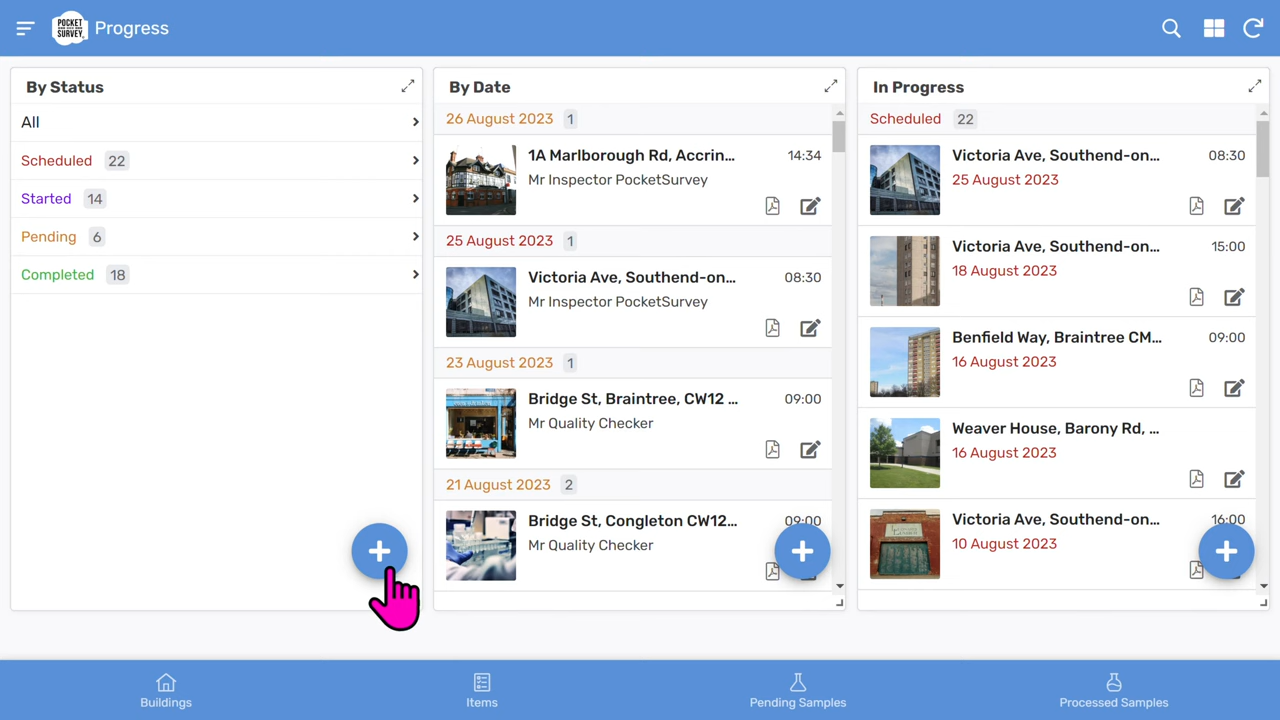 POCKET
SURVEY
Progress
By Status
All
Scheduled 22
Started 14
Pending 6
Completed 18
By Date
26 August 2023 1
1A Marlborough Rd, Accrin... 14:34
Mr Inspector PocketSurvey
25 August 2023 1
Victoria Ave, Southend-on... 08:30
Mr Inspector PocketSurvey
23 August 2023 1
Bridge St, Braintree, CW12 ... 09:00
Mr Quality Checker
21 August 2023 2
Bridge St, Congleton CW12... 09:00
Mr Quality Checker
In Progress
Scheduled 22
Victoria Ave, Southend-on... 08:30
25 August 2023
Victoria Ave, Southend-on... 15:00
18 August 2023
Benfield Way, Braintree CM... 09:00
16 August 2023
Weaver House, Barony Rd, ...
16 August 2023
Victoria Ave, Southend-on... 16:00
10 August 2023
Buildings
Items
Pending Samples
Processed Samples